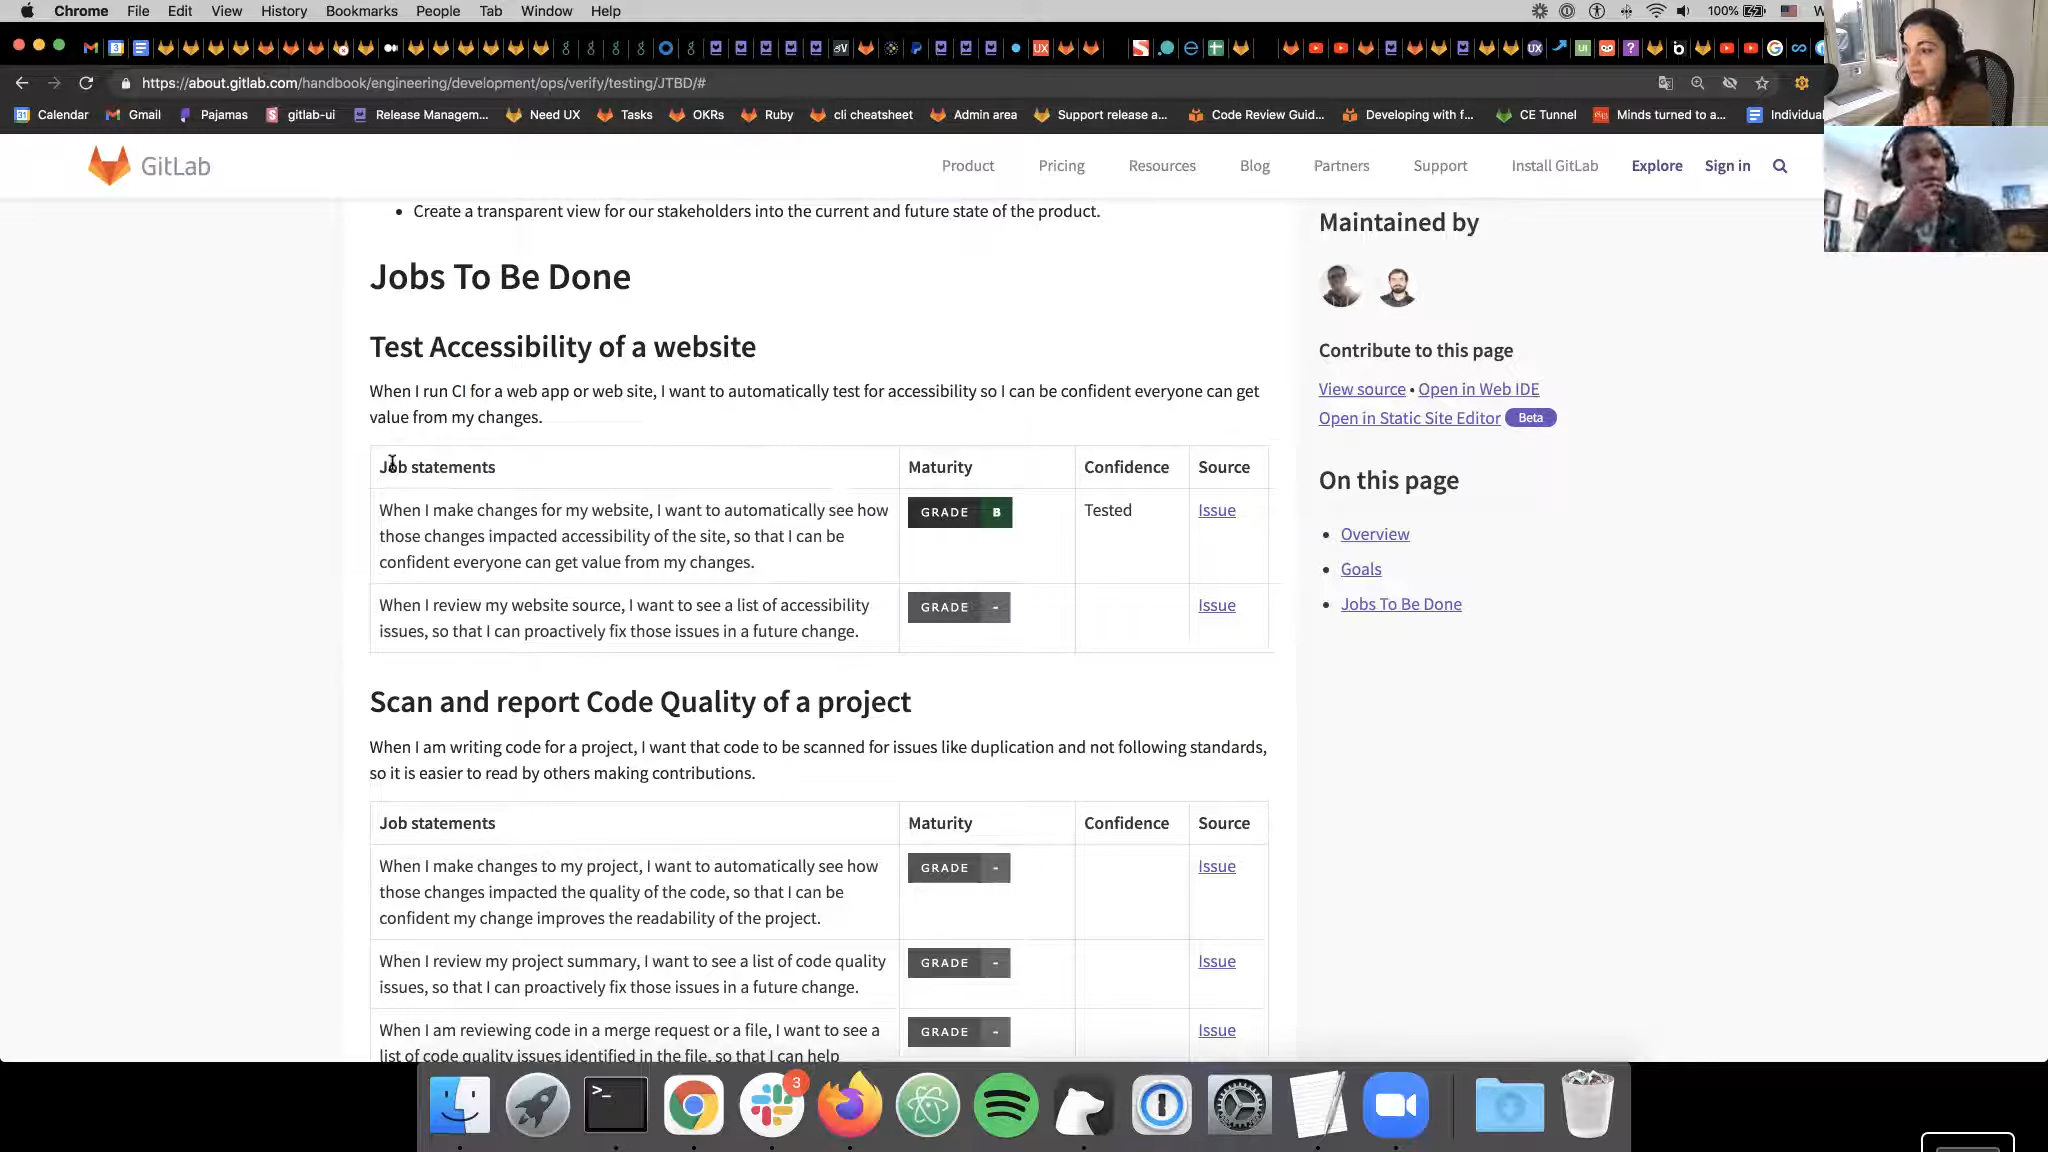 Chrome File Edit View History Bookmarks People Tab Window Help 100%
https://about.gitlab.com/handbook/engineering/development/ops/verify/testing/JTBD/#
Calendar Gmail Pajamas gitlab-ui Release Managem... Need UX Tasks OKRs Ruby cli cheatsheet Admin area Support release a... Code Review Guid... Developing with f... CE Tunnel Minds turned to a... Individual
GitLab Product Pricing Resources Blog Partners Support Install GitLab Explore Sign in
Create a transparent view for our stakeholders into the current and future state of the product.
Jobs To Be Done
Test Accessibility of a website
When I run CI for a web app or web site, I want to automatically test for accessibility so I can be confident everyone can get
value from my changes.
Job statements Maturity Confidence Source
When I make changes for my website, I want to automatically see how GRADE B Tested Issue
those changes impacted accessibility of the site, so that I can be
confident everyone can get value from my changes.
When I review my website source, I want to see a list of accessibility GRADE - Issue
issues, so that I can proactively fix those issues in a future change.
Scan and report Code Quality of a project
When I am writing code for a project, I want that code to be scanned for issues like duplication and not following standards,
so it is easier to read by others making contributions.
Job statements Maturity Confidence Source
When I make changes to my project, I want to automatically see how GRADE - Issue
those changes impacted the quality of the code, so that I can be
confident my change improves the readability of the project.
When I review my project summary, I want to see a list of code quality GRADE - Issue
issues, so that I can proactively fix those issues in a future change.
When I am reviewing code in a merge request or a file, I want to see a GRADE - Issue
list of code quality issues identified in the file, so that I can help
Maintained by
Contribute to this page
View source • Open in Web IDE
Open in Static Site Editor Beta
On this page
Overview
Goals
Jobs To Be Done
3